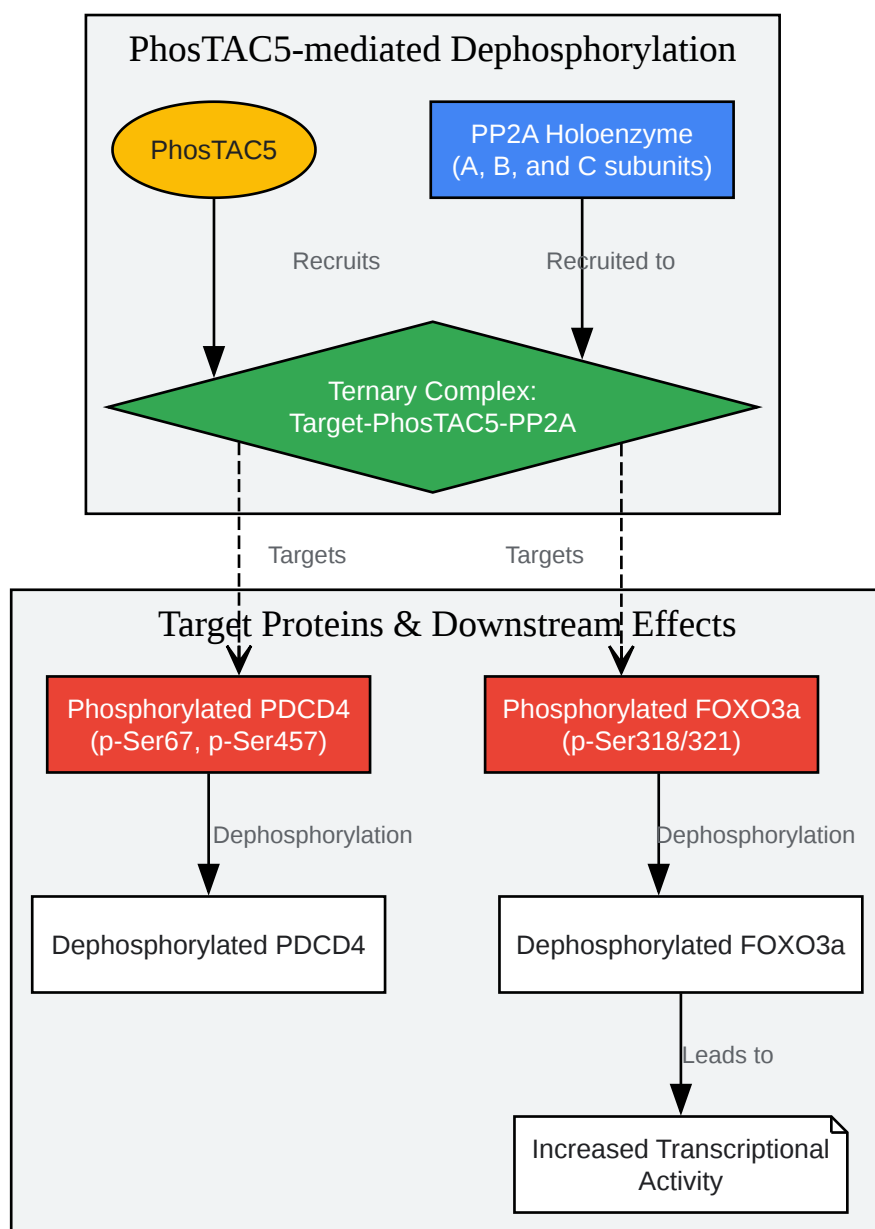 PhosTAC5-mediated Dephosphorylation
PhosTAC5
PP2A Holoenzyme
(A, B, and C subunits)
Recruits
Recruited to
Ternary Complex:
Target-PhosTAC5-PP2A
Targets
Targets
Target Proteins & Downstream Effects
Phosphorylated PDCD4
(p-Ser67, p-Ser457)
Phosphorylated FOXO3a
(p-Ser318/321)
Dephosphorylation
Dephosphorylation
Dephosphorylated PDCD4
Dephosphorylated FOXO3a
Leads to
Increased Transcriptional
Activity